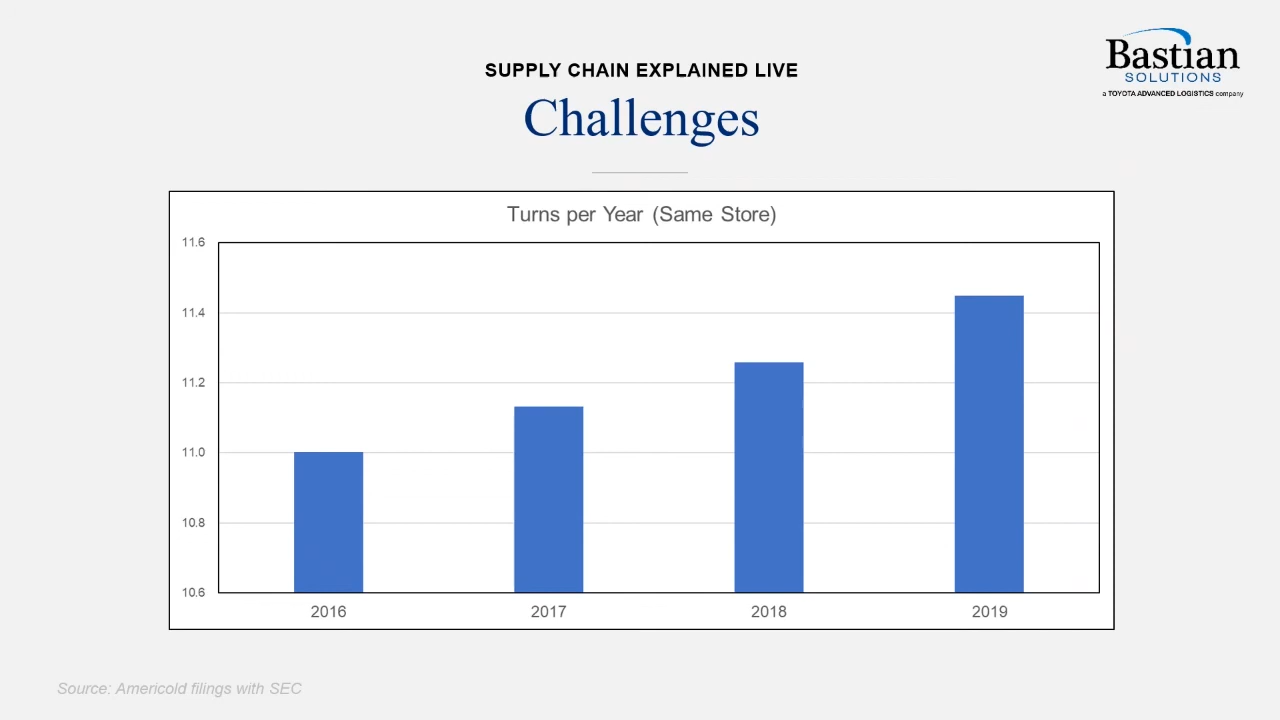 Bastian
SOLUTIONS
a TOYOTA ADVANCED LOGISTICS company
SUPPLY CHAIN EXPLAINED LIVE
Challenges
Turns per Year (Same Store)
11.6
11.4
11.2
11.0
10.8
10.6
2016 2017 2018 2019
Source: Americold filings with SEC